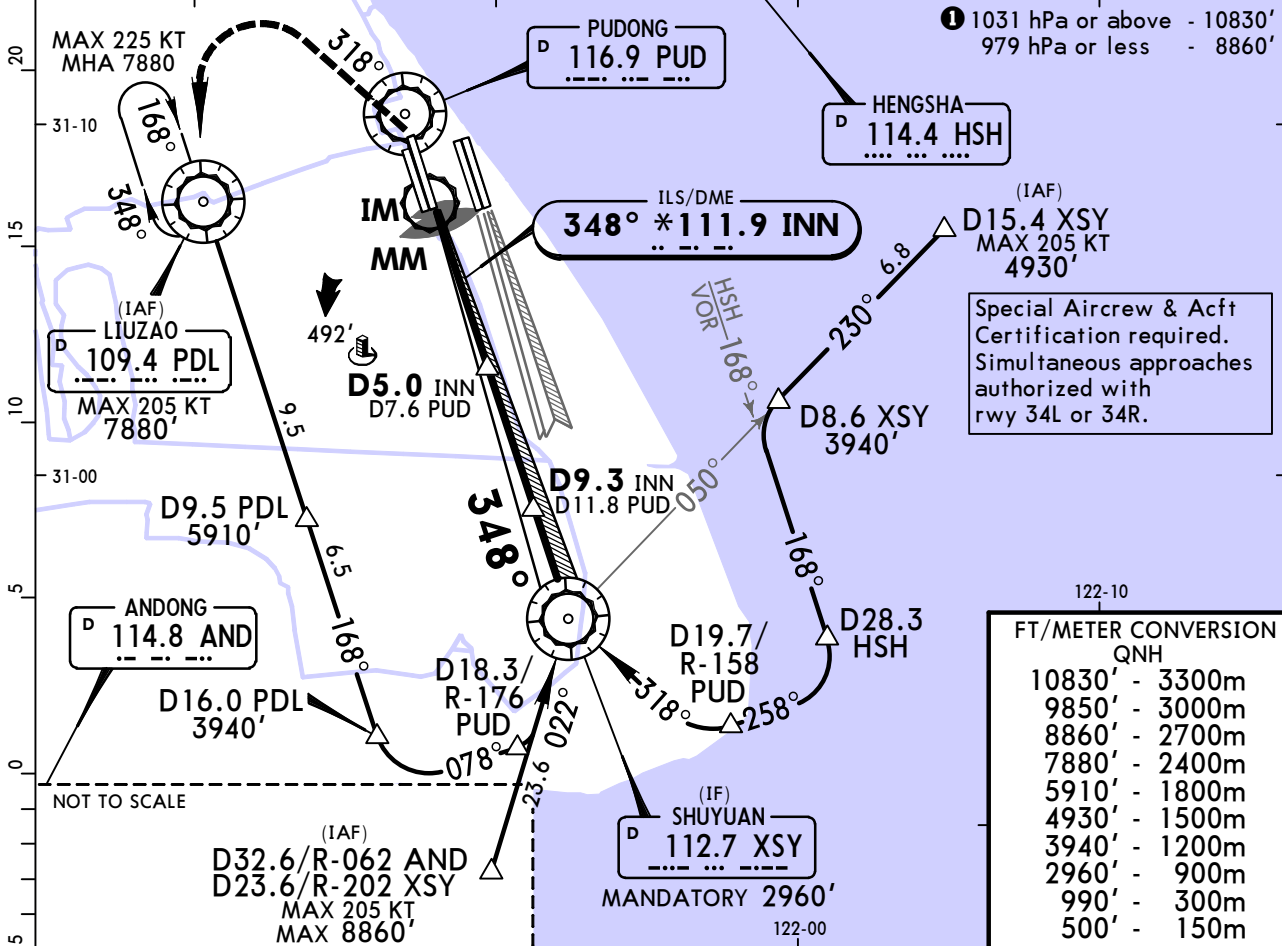 ❶ 1031 hPa or above - 10830'
979 hPa or less - 8860'
MAX 225 KT
MHA 7880
318°
PUDONG
D 116.9 PUD
HENGSHA
D 114.4 HSH
20
31-10
168°
348°
IM
MM
ILS/DME
348° *111.9 INN
(IAF)
D15.4 XSY
MAX 205 KT
4930'
6.8
230°
15
(IAF)
LIUZAO
D 109.4 PDL
MAX 205 KT
7880'
492'
D5.0 INN
D7.6 PUD
HSH
VOR
168°
Special Aircrew & Acft
Certification required.
Simultaneous approaches
authorized with
rwy 34L or 34R.
D8.6 XSY
3940'
10
9.5
31-00
D9.3 INN
D11.8 PUD
050°
348°
D9.5 PDL
5910'
6.5
168°
168°
5
ANDONG
D 114.8 AND
D16.0 PDL
3940'
D18.3/
R-176
PUD
078°
022°
23.6
D19.7/
R-158
PUD
318°
258°
D28.3
HSH
122-10
0
NOT TO SCALE
(IAF)
D32.6/R-062 AND
D23.6/R-202 XSY
MAX 205 KT
MAX 8860'
(IF)
SHUYUAN
D 112.7 XSY
MANDATORY 2960'
122-00
5
FT/METER CONVERSION
QNH
10830' - 3300m
9850' - 3000m
8860' - 2700m
7880' - 2400m
5910' - 1800m
4930' - 1500m
3940' - 1200m
2960' - 900m
990' - 300m
500' - 150m